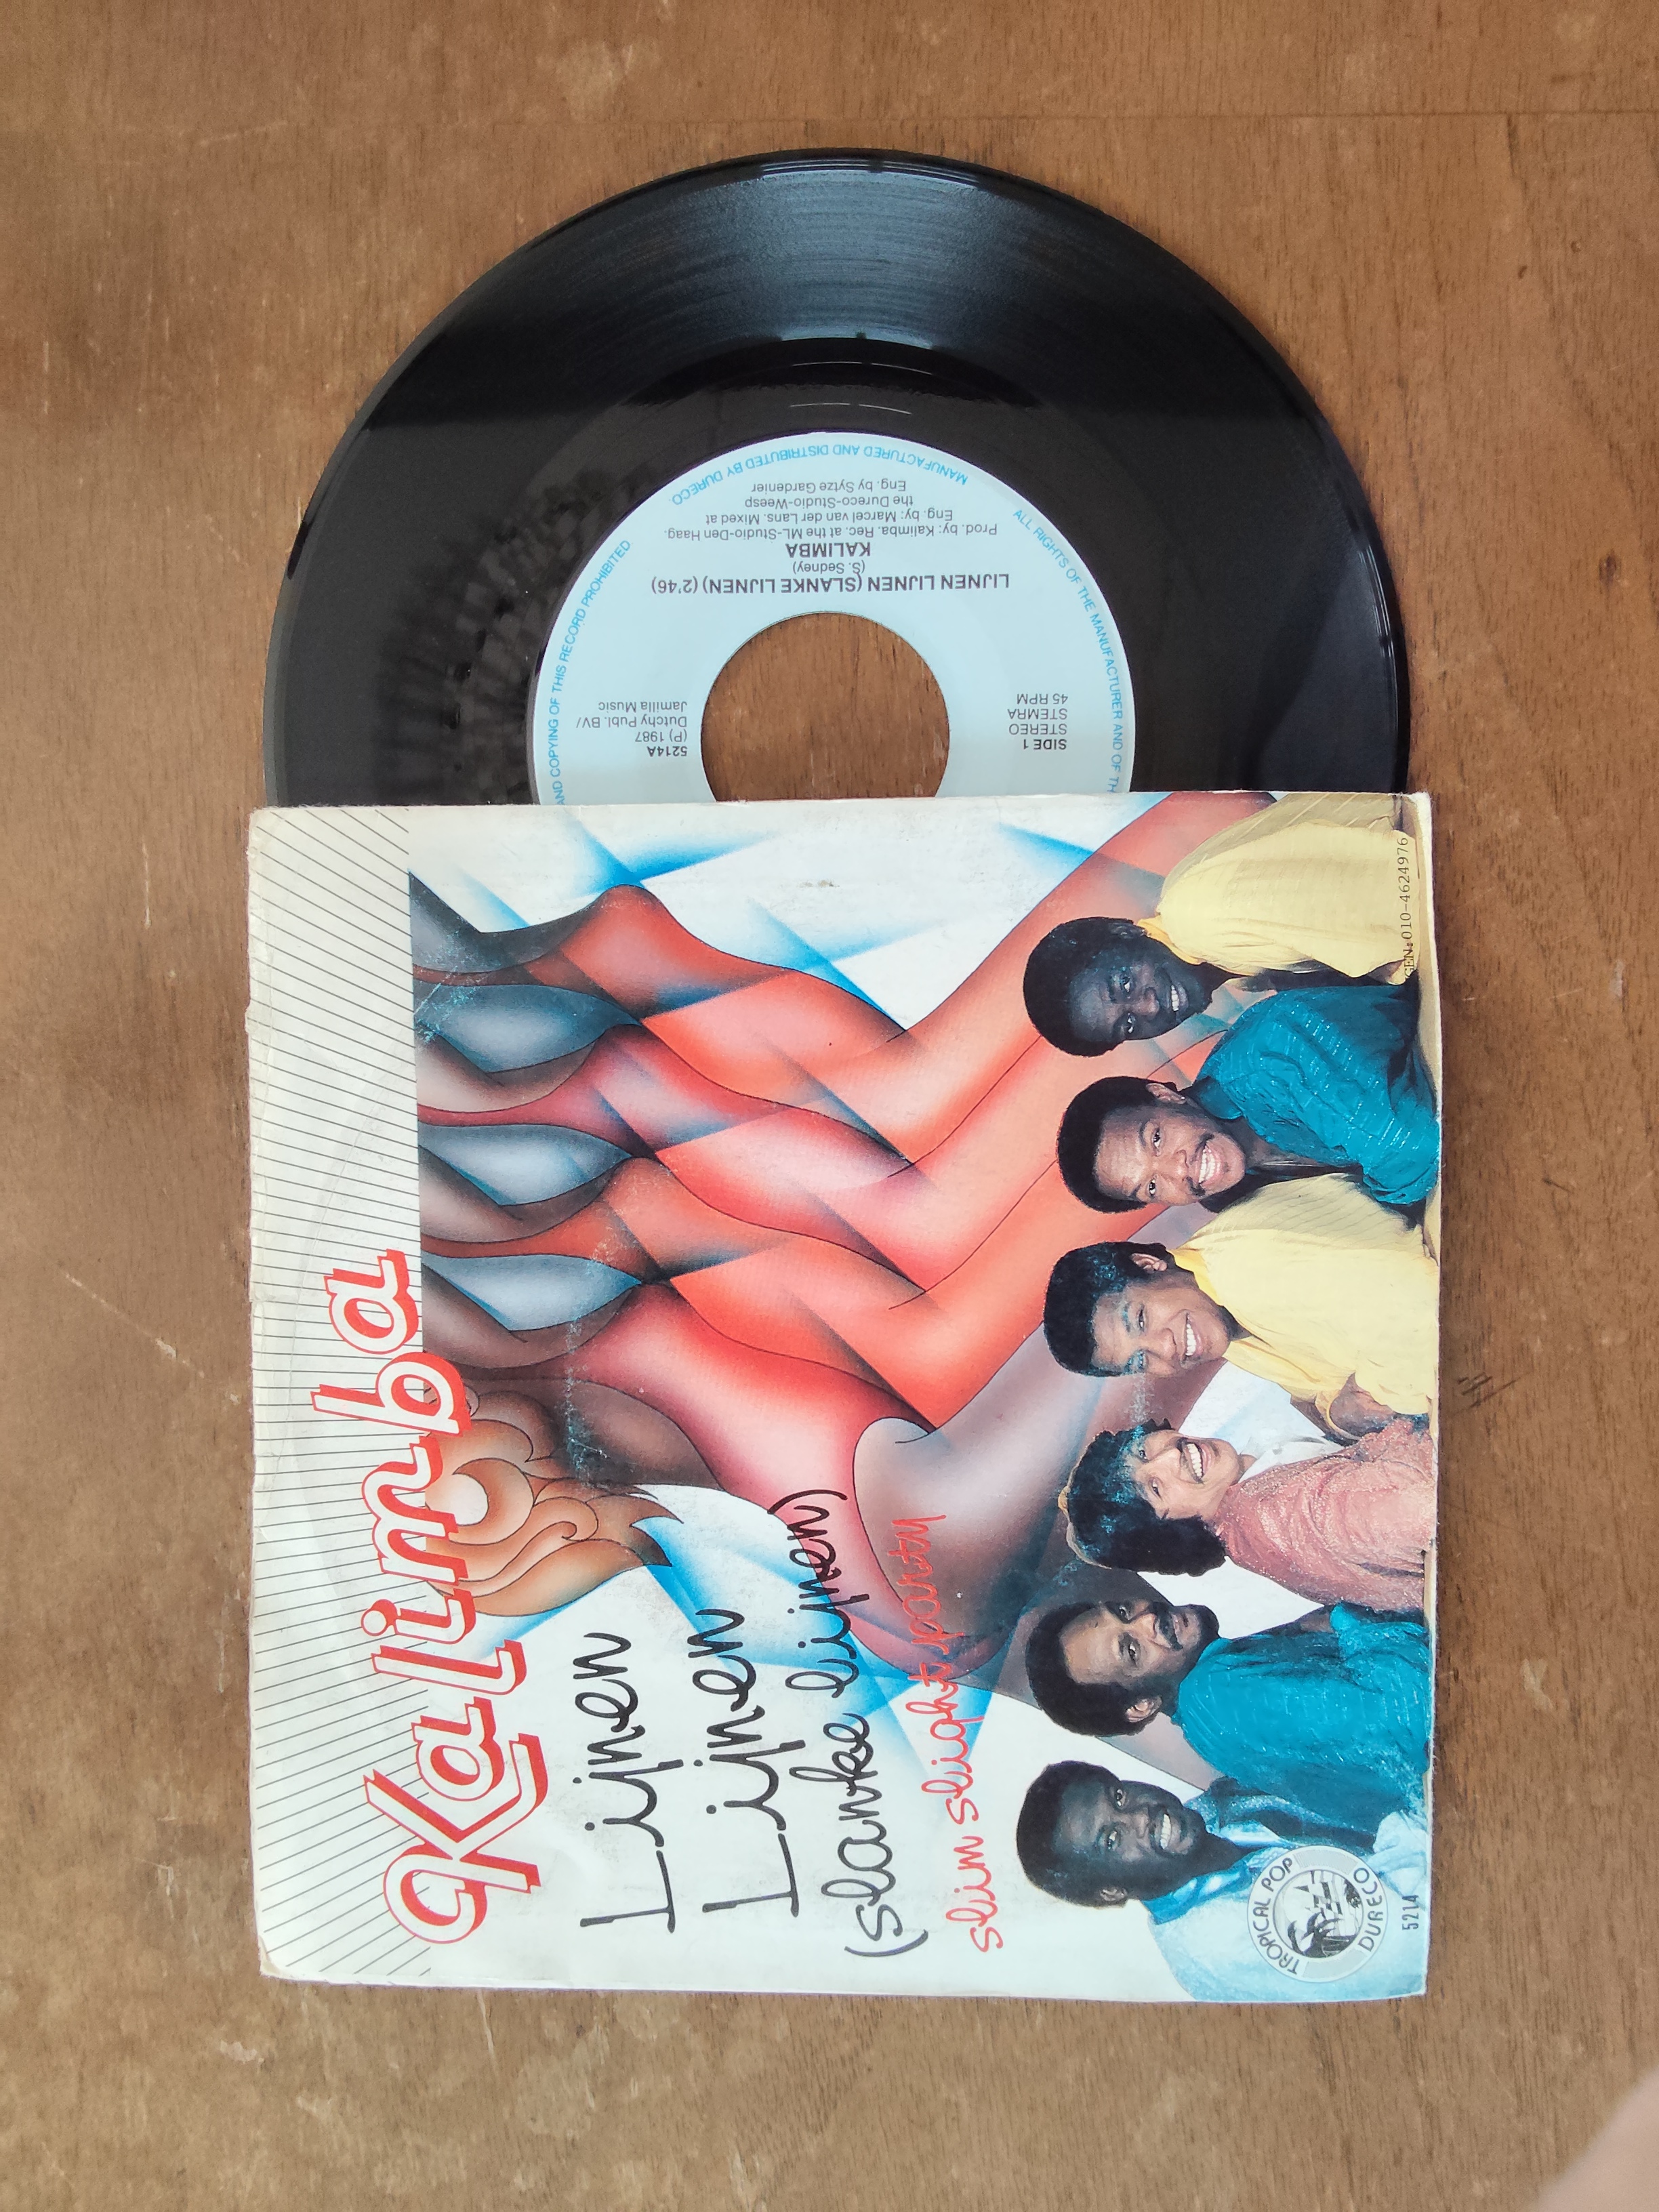 Kalimba
Lijnen
Lijnen
(slanke lijnen)
slim slight party
TROPICAL POP
DURECO
5214
GEN: 010-4624976
LIJNEN LIJNEN (SLANKE LIJNEN) (2'46)
(S. Sedney)
KALIMBA
Prod. by: Kalimba. Rec. at the ML-Studio-Den Haag.
Eng. by: Marcel van der Lans. Mixed at
the Dureco-Studio-Weesp
Eng. by Sytze Gardenier
SIDE 1
STEREO
STEMRA
45 RPM
5214A
(P) 1987
Dutchy Publ. BV/
Jamilla Music
ALL RIGHTS OF THE MANUFACTURER AND OF TH
AND COPYING OF THIS RECORD PROHIBITED.
MANUFACTURED AND DISTRIBUTED BY DURECO.